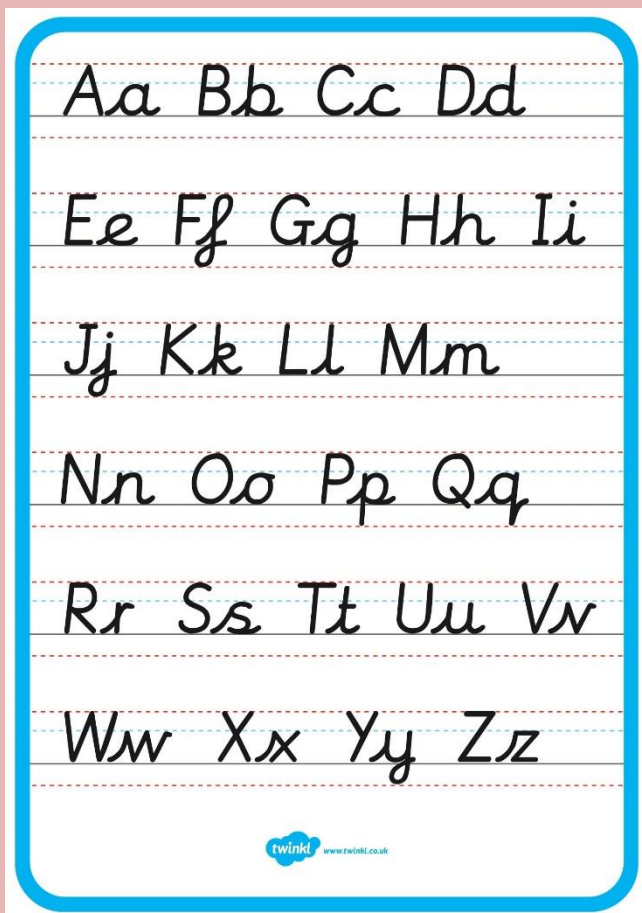 Aa Bb Cc Dd
Ee Ff Gg Hh Ii
Jj Kk Ll Mm
Nn Oo Pp Qq
Rr Ss Tt Uu Vv
Ww Xx Yy Zz
twinkl www.twinkl.co.uk